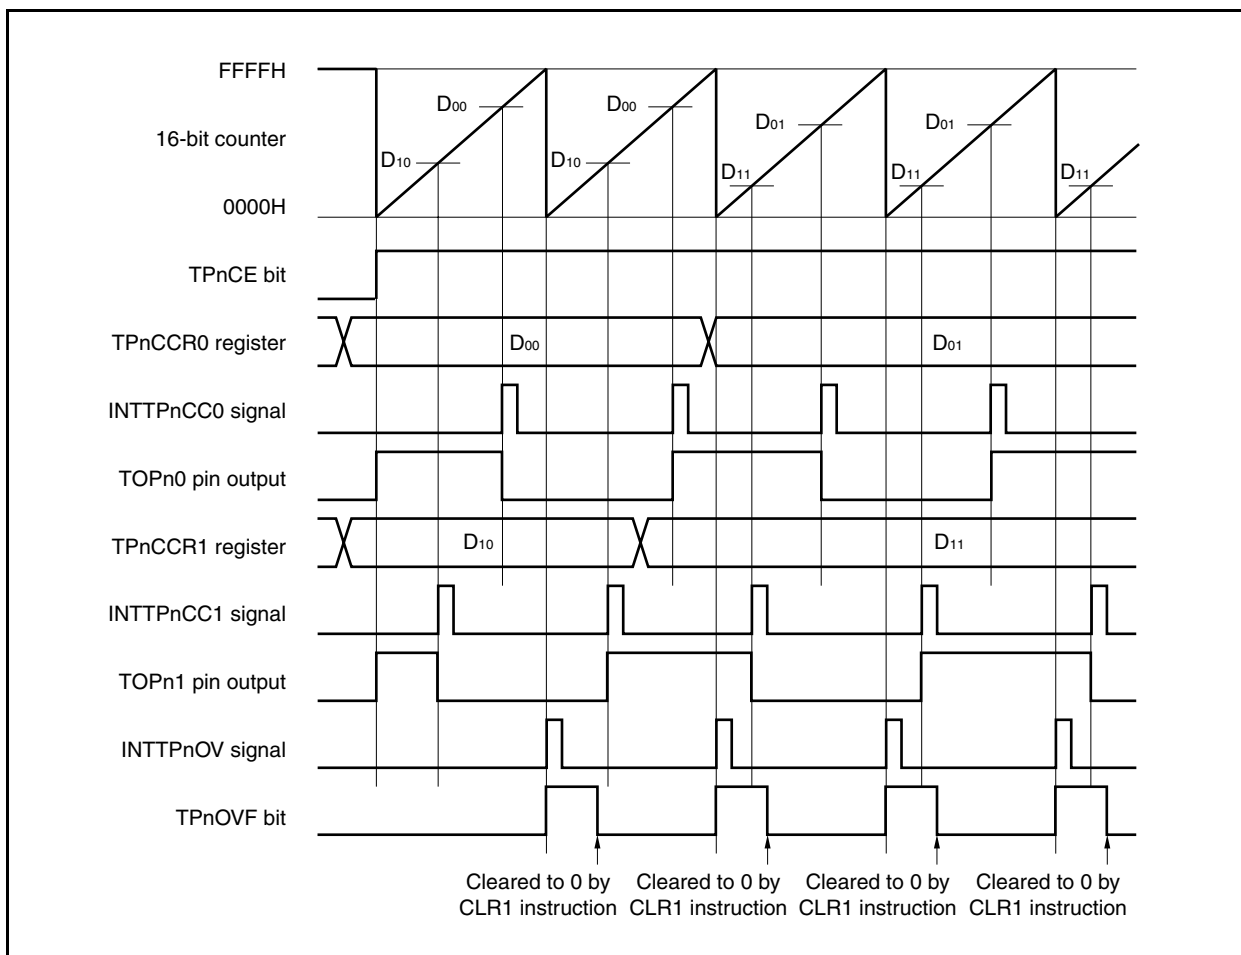 FFFFH
D00 D00
D01 D01
16-bit counter
D10 D10
D11 D11 D11
0000H
TPnCE bit
TPnCCR0 register
D00 D01
INTTPnCC0 signal
TOPn0 pin output
TPnCCR1 register
D10 D11
INTTPnCC1 signal
TOPn1 pin output
INTTPnOV signal
TPnOVF bit
Cleared to 0 by Cleared to 0 by Cleared to 0 by Cleared to 0 by
CLR1 instruction CLR1 instruction CLR1 instruction CLR1 instruction